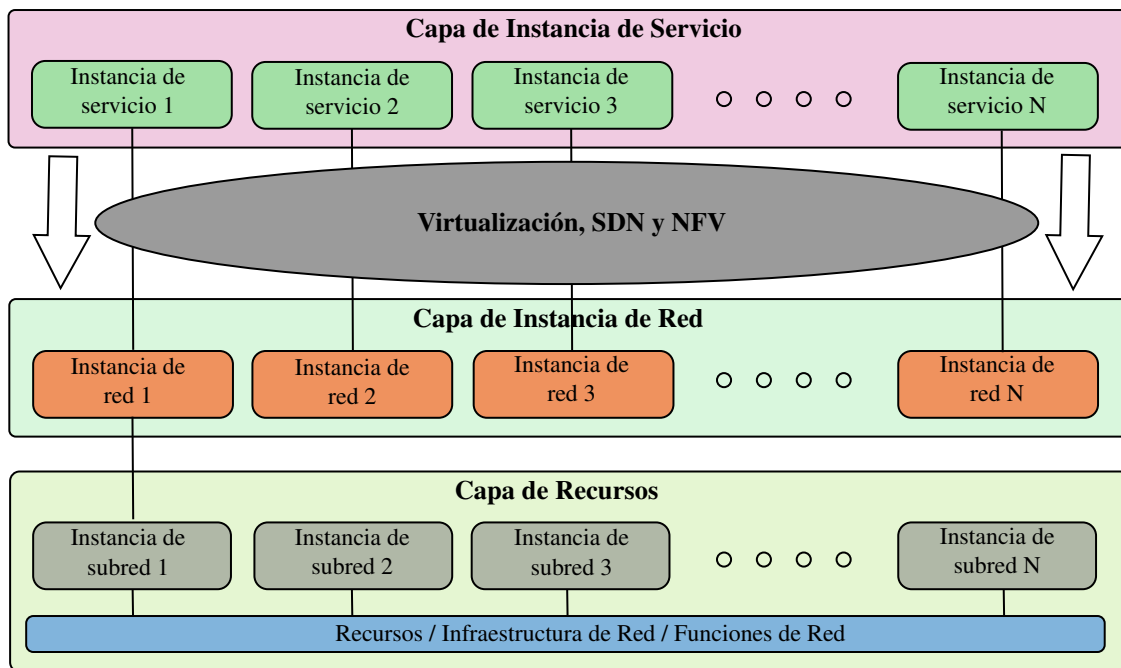 Capa de Instancia de Servicio
Instancia de
servicio 1
Instancia de
servicio 2
Instancia de
servicio 3
Instancia de
servicio N
Virtualización, SDN y NFV
Capa de Instancia de Red
Instancia de
red 1
Instancia de
red 2
Instancia de
red 3
Instancia de
red N
Capa de Recursos
Instancia de
subred 1
Instancia de
subred 2
Instancia de
subred 3
Instancia de
subred N
Recursos / Infraestructura de Red / Funciones de Red